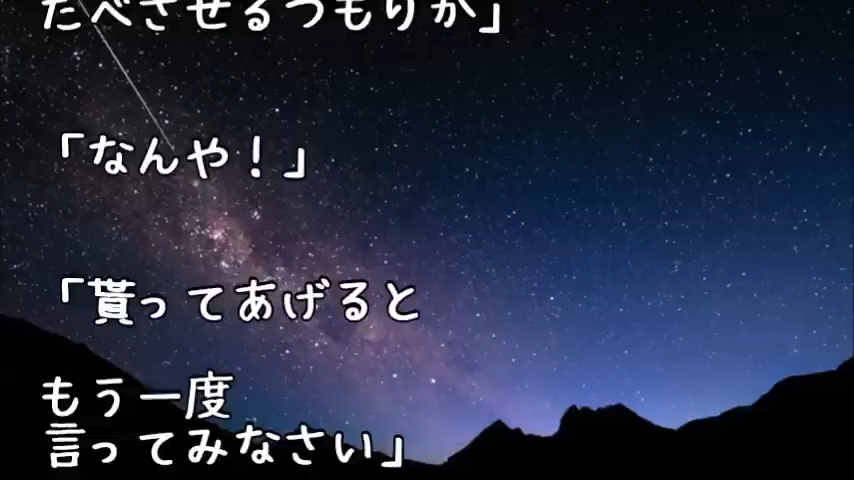 たべさせるつもりか」
「なんや！」
「貰ってあげると
もう一度
言ってみなさい」